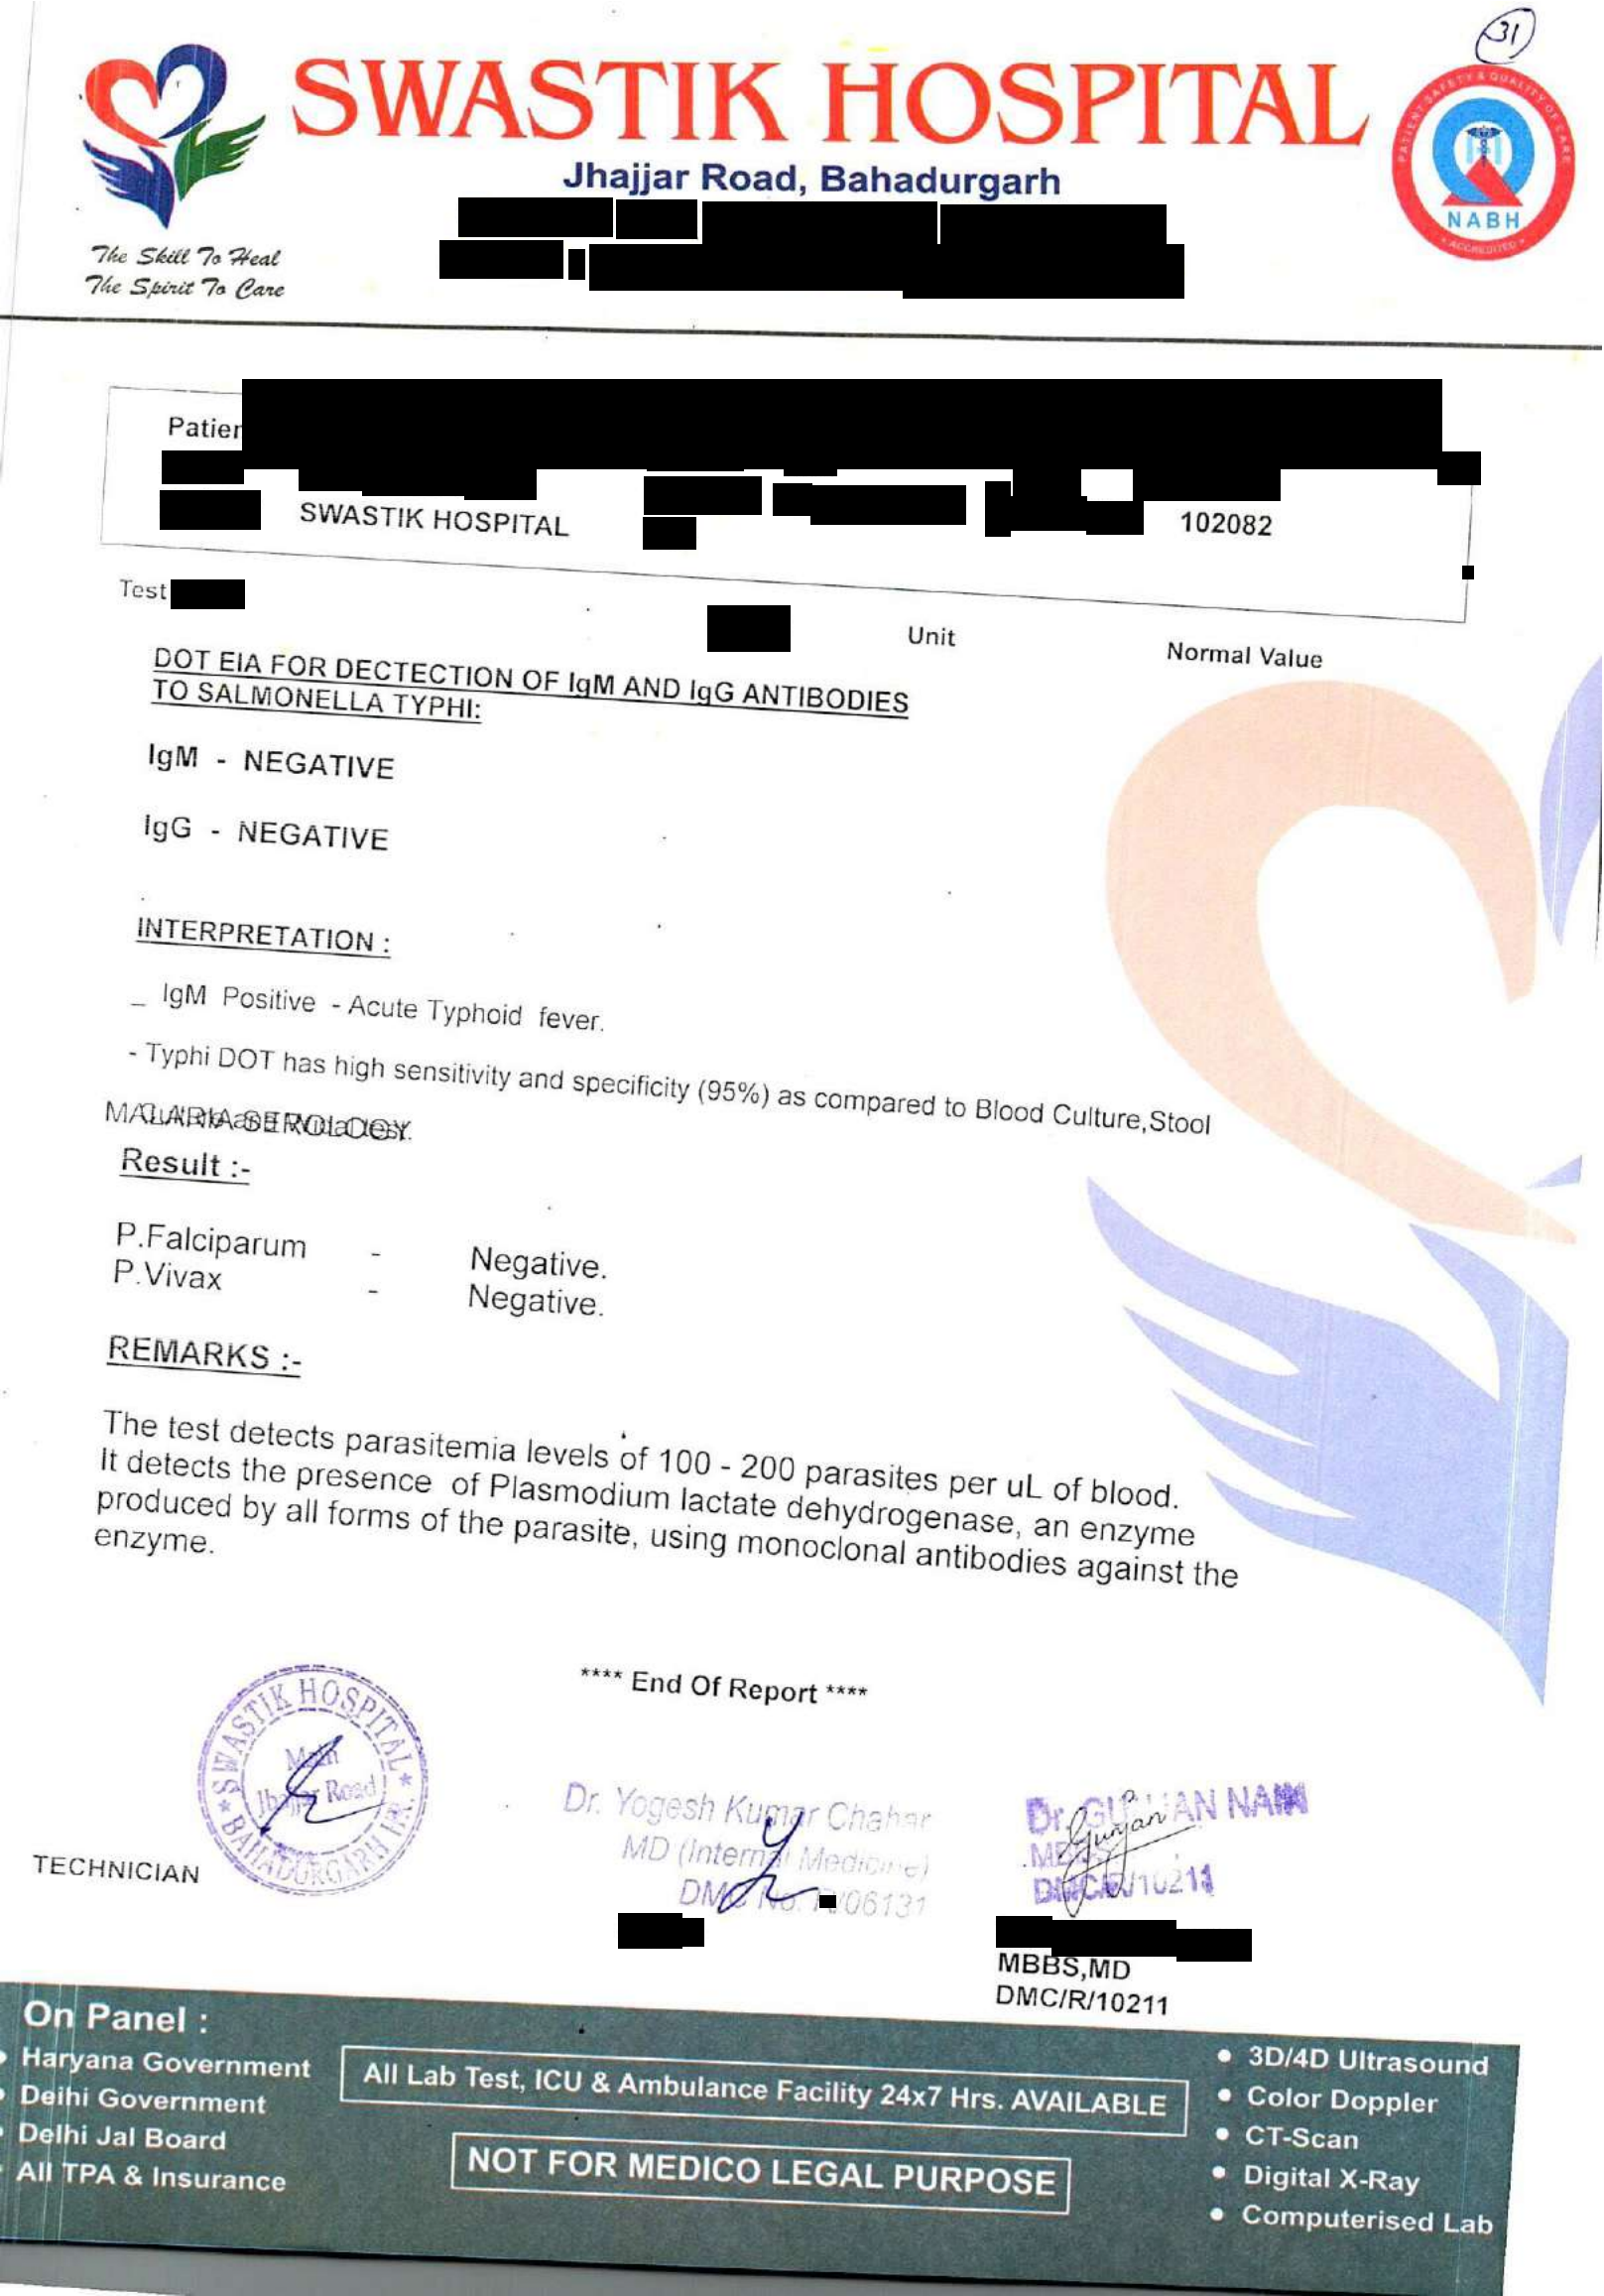 31
SWASTIK HOSPITAL
Jhajjar Road, Bahadurgarh
The Skill To Heal
The Spirit To Care
PATIENT SAFETY & QUALITY OF CARE
NABH
ACCREDITED
SWASTIK HOSPITAL 102082
Test
Unit Normal Value
DOT EIA FOR DECTECTION OF IgM AND IgG ANTIBODIES
TO SALMONELLA TYPHI:
IgM - NEGATIVE
IgG - NEGATIVE
INTERPRETATION :
_ IgM Positive - Acute Typhoid fever.
- Typhi DOT has high sensitivity and specificity (95%) as compared to Blood Culture,Stool
MALARIA SEROLOGY
Result :-
P.Falciparum - Negative.
P.Vivax - Negative.
REMARKS :-
The test detects parasitemia levels of 100 - 200 parasites per uL of blood.
It detects the presence of Plasmodium lactate dehydrogenase, an enzyme
produced by all forms of the parasite, using monoclonal antibodies against the
enzyme.
**** End Of Report ****
SWASTIK HOSPITAL
Main
Jhajjar Road
BAHADURGARH HR.
TECHNICIAN
Dr. Yogesh Kumar Chahar
MD (Internal Medicine)
DMC No. 06131
Dr.
Gunjan
MBBS
MBBS,MD
DMC/R/10211
On Panel :
Haryana Government
Delhi Government
Delhi Jal Board
All TPA & Insurance
All Lab Test, ICU & Ambulance Facility 24x7 Hrs. AVAILABLE
NOT FOR MEDICO LEGAL PURPOSE
3D/4D Ultrasound
Color Doppler
CT-Scan
Digital X-Ray
Computerised Lab